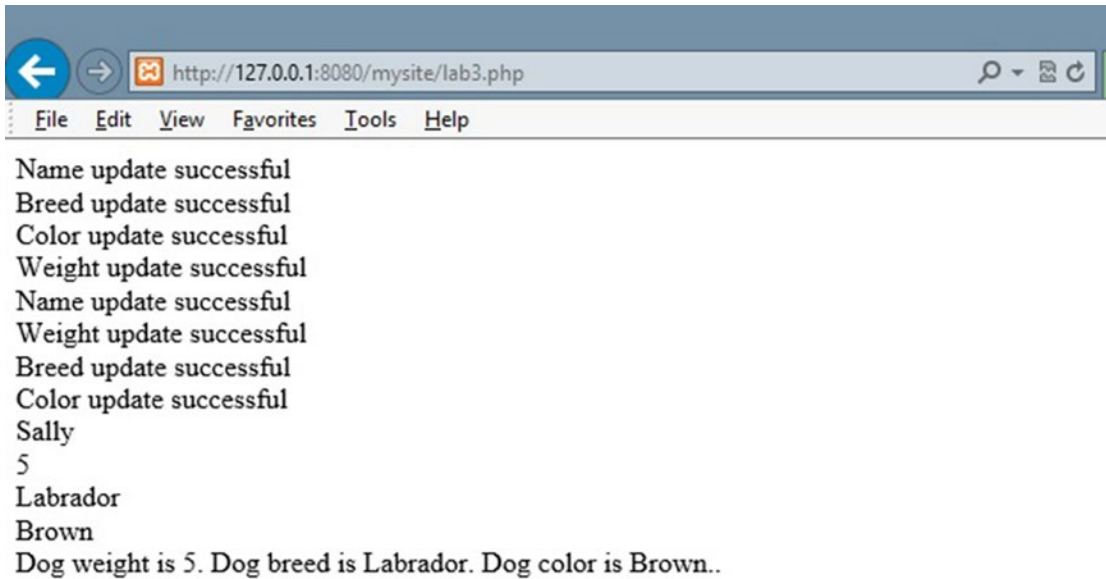 http://127.0.0.1:8080/mysite/lab3.php
File Edit View Favorites Tools Help
Name update successful
Breed update successful
Color update successful
Weight update successful
Name update successful
Weight update successful
Breed update successful
Color update successful
Sally
5
Labrador
Brown
Dog weight is 5. Dog breed is Labrador. Dog color is Brown..